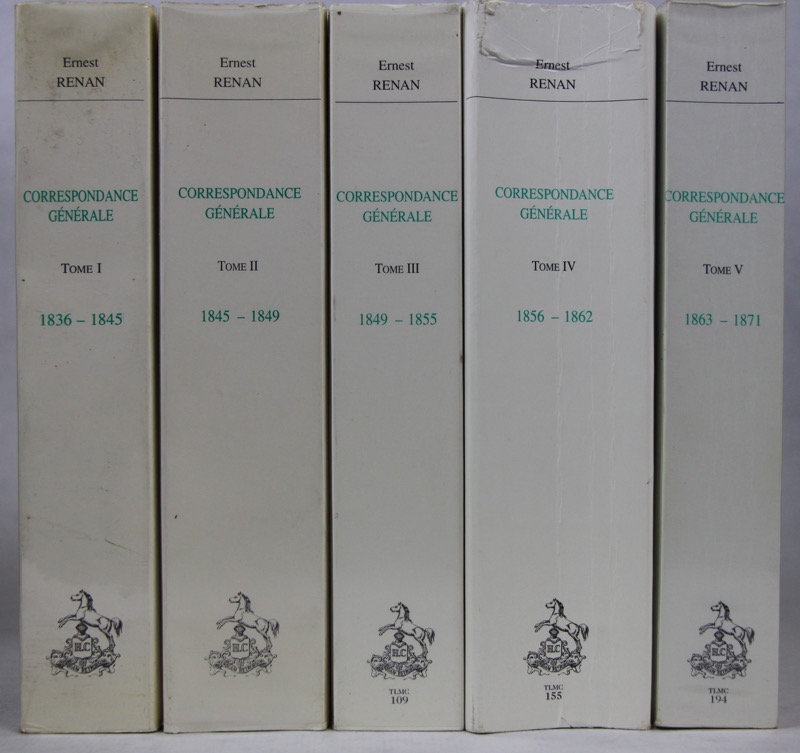 Ernest
RENAN
CORRESPONDANCE
GÉNÉRALE
TOME I
1836 – 1845
H.C
Ernest
RENAN
CORRESPONDANCE
GÉNÉRALE
TOME II
1845 – 1849
H.C
Ernest
RENAN
CORRESPONDANCE
GÉNÉRALE
TOME III
1849 – 1855
H.C
TLMC
109
Ernest
RENAN
CORRESPONDANCE
GÉNÉRALE
TOME IV
1856 – 1862
H.C
TLMC
155
Ernest
RENAN
CORRESPONDANCE
GÉNÉRALE
TOME V
1863 – 1871
H.C
TLMC
194